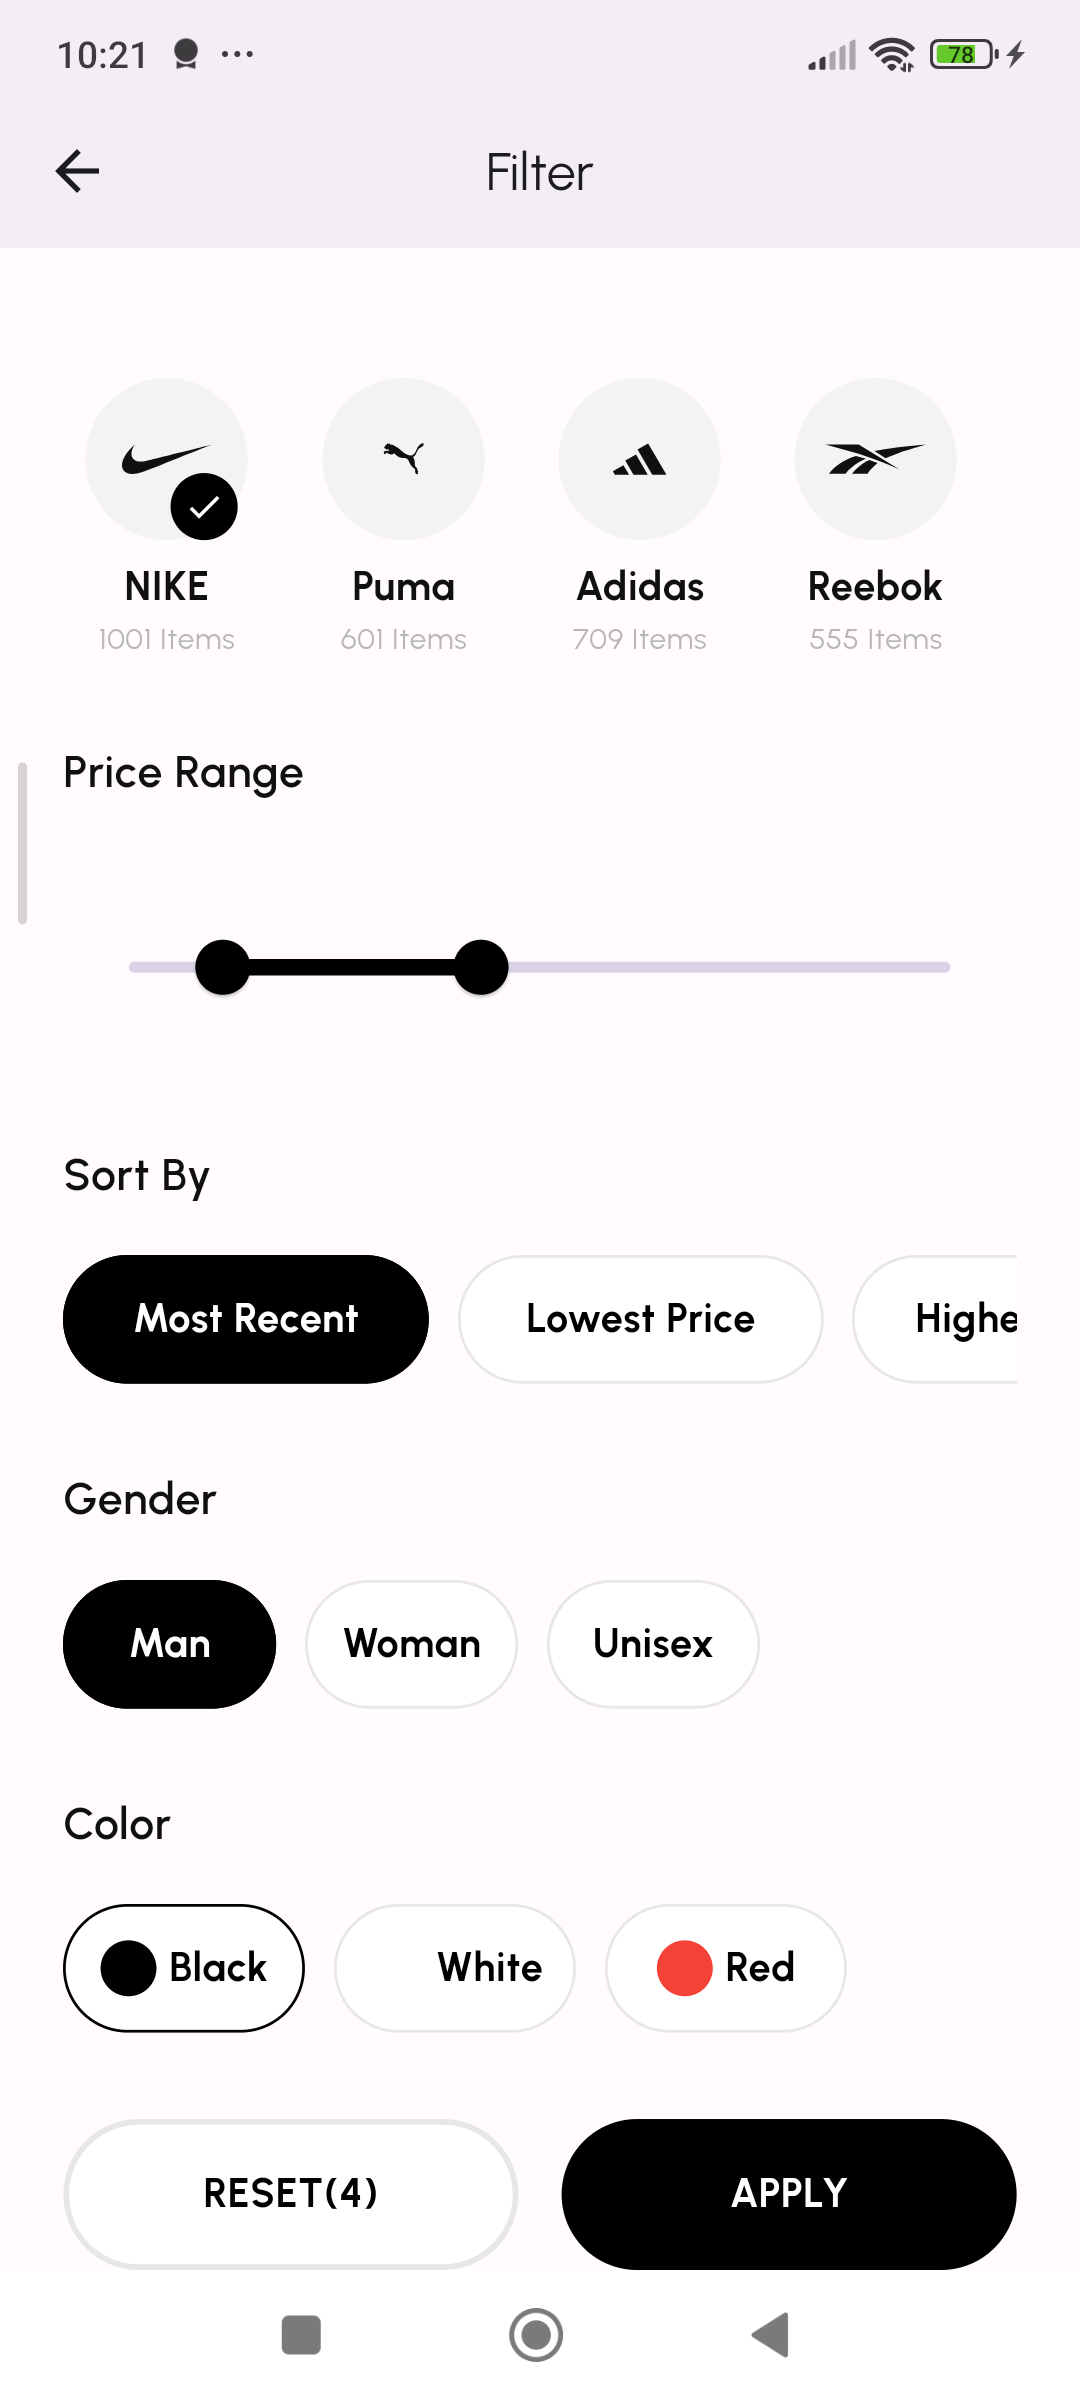 10:21
78
Filter
NIKE Puma Adidas Reebok
1001 Items 601 Items 709 Items 555 Items
Price Range
Sort By
Most Recent Lowest Price Highe
Gender
Man Woman Unisex
Color
Black White Red
RESET(4) APPLY